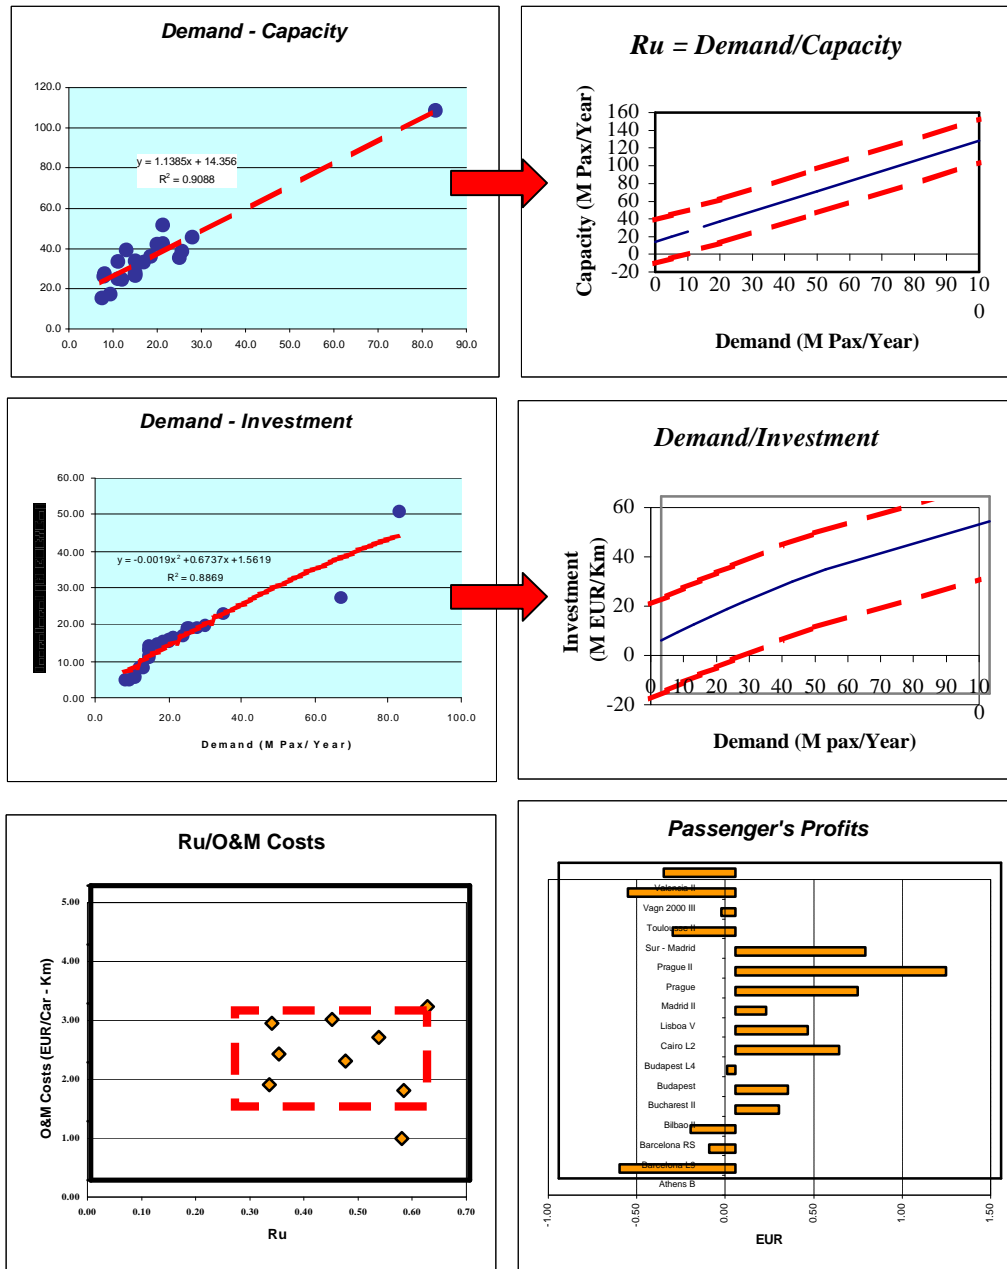 Demand - Capacity
120.0
100.0
80.0
60.0
40.0
20.0
0.0
y = 1.1385x + 14.356
R² = 0.9088
0.0 10.0 20.0 30.0 40.0 50.0 60.0 70.0 80.0 90.0
Ru = Demand/Capacity
Capacity (M Pax/Year)
160
140
120
100
80
60
40
20
0
-20
0 10 20 30 40 50 60 70 80 90 10
0
Demand (M Pax/Year)
Demand - Investment
60.00
50.00
40.00
30.00
20.00
10.00
0.00
y = -0.0019x² + 0.6737x + 1.5619
R² = 0.8869
0.0 20.0 40.0 60.0 80.0 100.0
Demand (M Pax/ Year)
Demand/Investment
Investment
(M EUR/Km)
60
40
20
0
-20
0 10 20 30 40 50 60 70 80 90 10
0
Demand (M pax/Year)
Ru/O&M Costs
O&M Costs (EUR/Car - Km)
5.00
4.00
3.00
2.00
1.00
0.00
0.00 0.10 0.20 0.30 0.40 0.50 0.60 0.70
Ru
Passenger's Profits
Valensia II
Vagn 2000 III
Toulousse II
Sur - Madrid
Prague II
Prague
Madrid II
Lisboa V
Cairo L2
Budapest L4
Budapest
Bucharest II
Bilbao II
Barcelona RS
Barcelona L9
Athens B
-1.00 -0.50 0.00 0.50 1.00 1.50
EUR